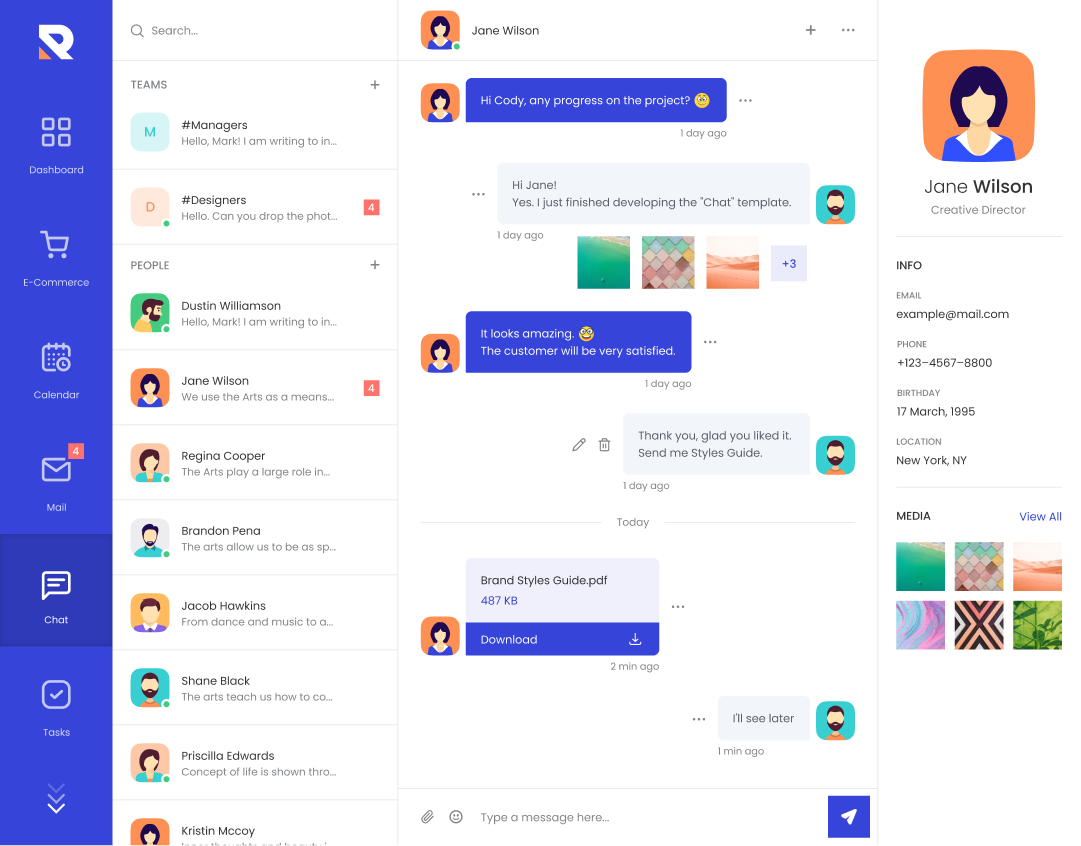 Dashboard
E-Commerce
Calendar
4
Mail
Chat
Tasks
Search...
TEAMS
M
#Managers
Hello, Mark! I am writing to in...
D
#Designers
Hello. Can you drop the phot...
4
PEOPLE
Dustin Williamson
Hello, Mark! I am writing to in...
Jane Wilson
We use the Arts as a means...
4
Regina Cooper
The Arts play a large role in...
Brandon Pena
The arts allow us to be as sp...
Jacob Hawkins
From dance and music to a...
Shane Black
The arts teach us how to co...
Priscilla Edwards
Concept of life is shown thro...
Kristin Mccoy
Jane Wilson
Hi Cody, any progress on the project? 
1 day ago
Hi Jane!
Yes. I just finished developing the "Chat" template.
1 day ago
+3
It looks amazing.
The customer will be very satisfied.
1 day ago
Thank you, glad you liked it.
Send me Styles Guide.
1 day ago
Today
Brand Styles Guide.pdf
487 KB
Download
2 min ago
I'll see later
1 min ago
Type a message here...
Jane Wilson
Creative Director
INFO
EMAIL
example@mail.com
PHONE
+123–4567–8800
BIRTHDAY
17 March, 1995
LOCATION
New York, NY
MEDIA
View All